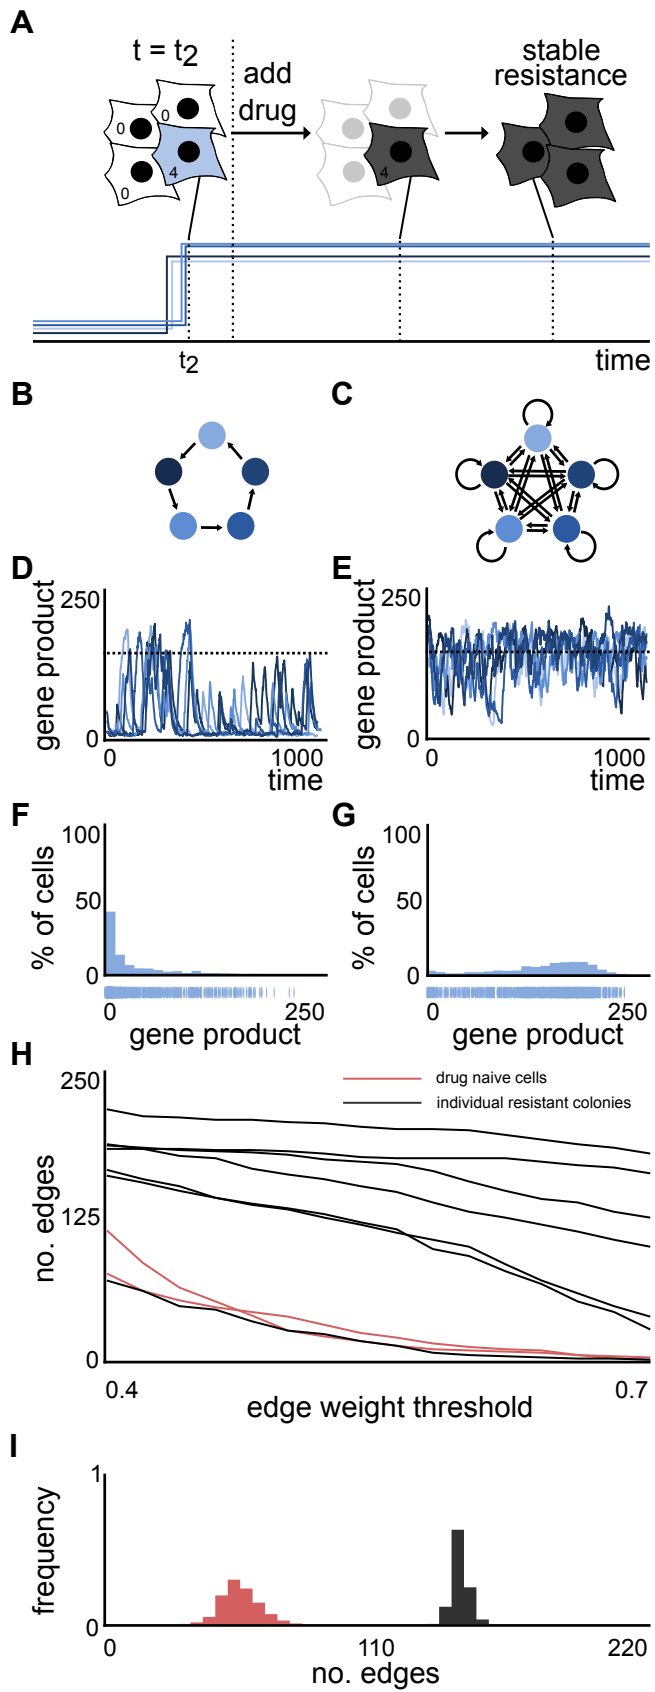 A
t = t2
add
drug
stable
resistance
0
0
0
4
4
t2
time
B
C
D
E
250
gene product
0
0
1000
time
250
gene product
0
0
1000
time
F
G
100
% of cells
50
0
0
250
gene product
100
% of cells
50
0
0
250
gene product
H
250
drug naive cells
individual resistant colonies
no. edges
125
0
0.4
0.7
edge weight threshold
I
1
frequency
0
0
110
220
no. edges